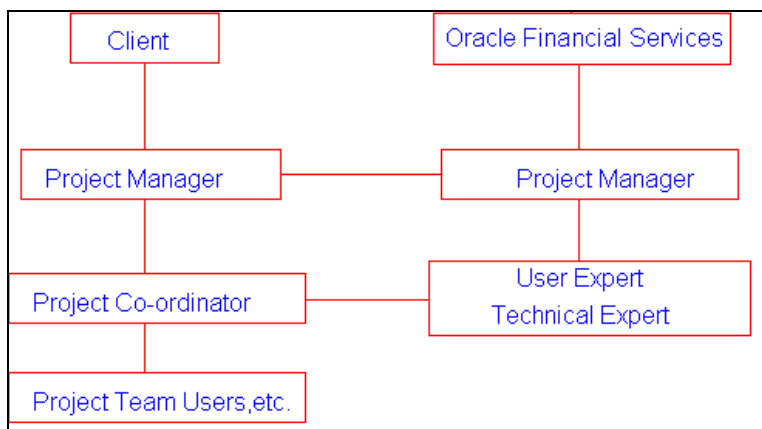 Client
Oracle Financial Services
Project Manager
Project Manager
Project Co-ordinator
User Expert
Technical Expert
Project Team Users,etc.